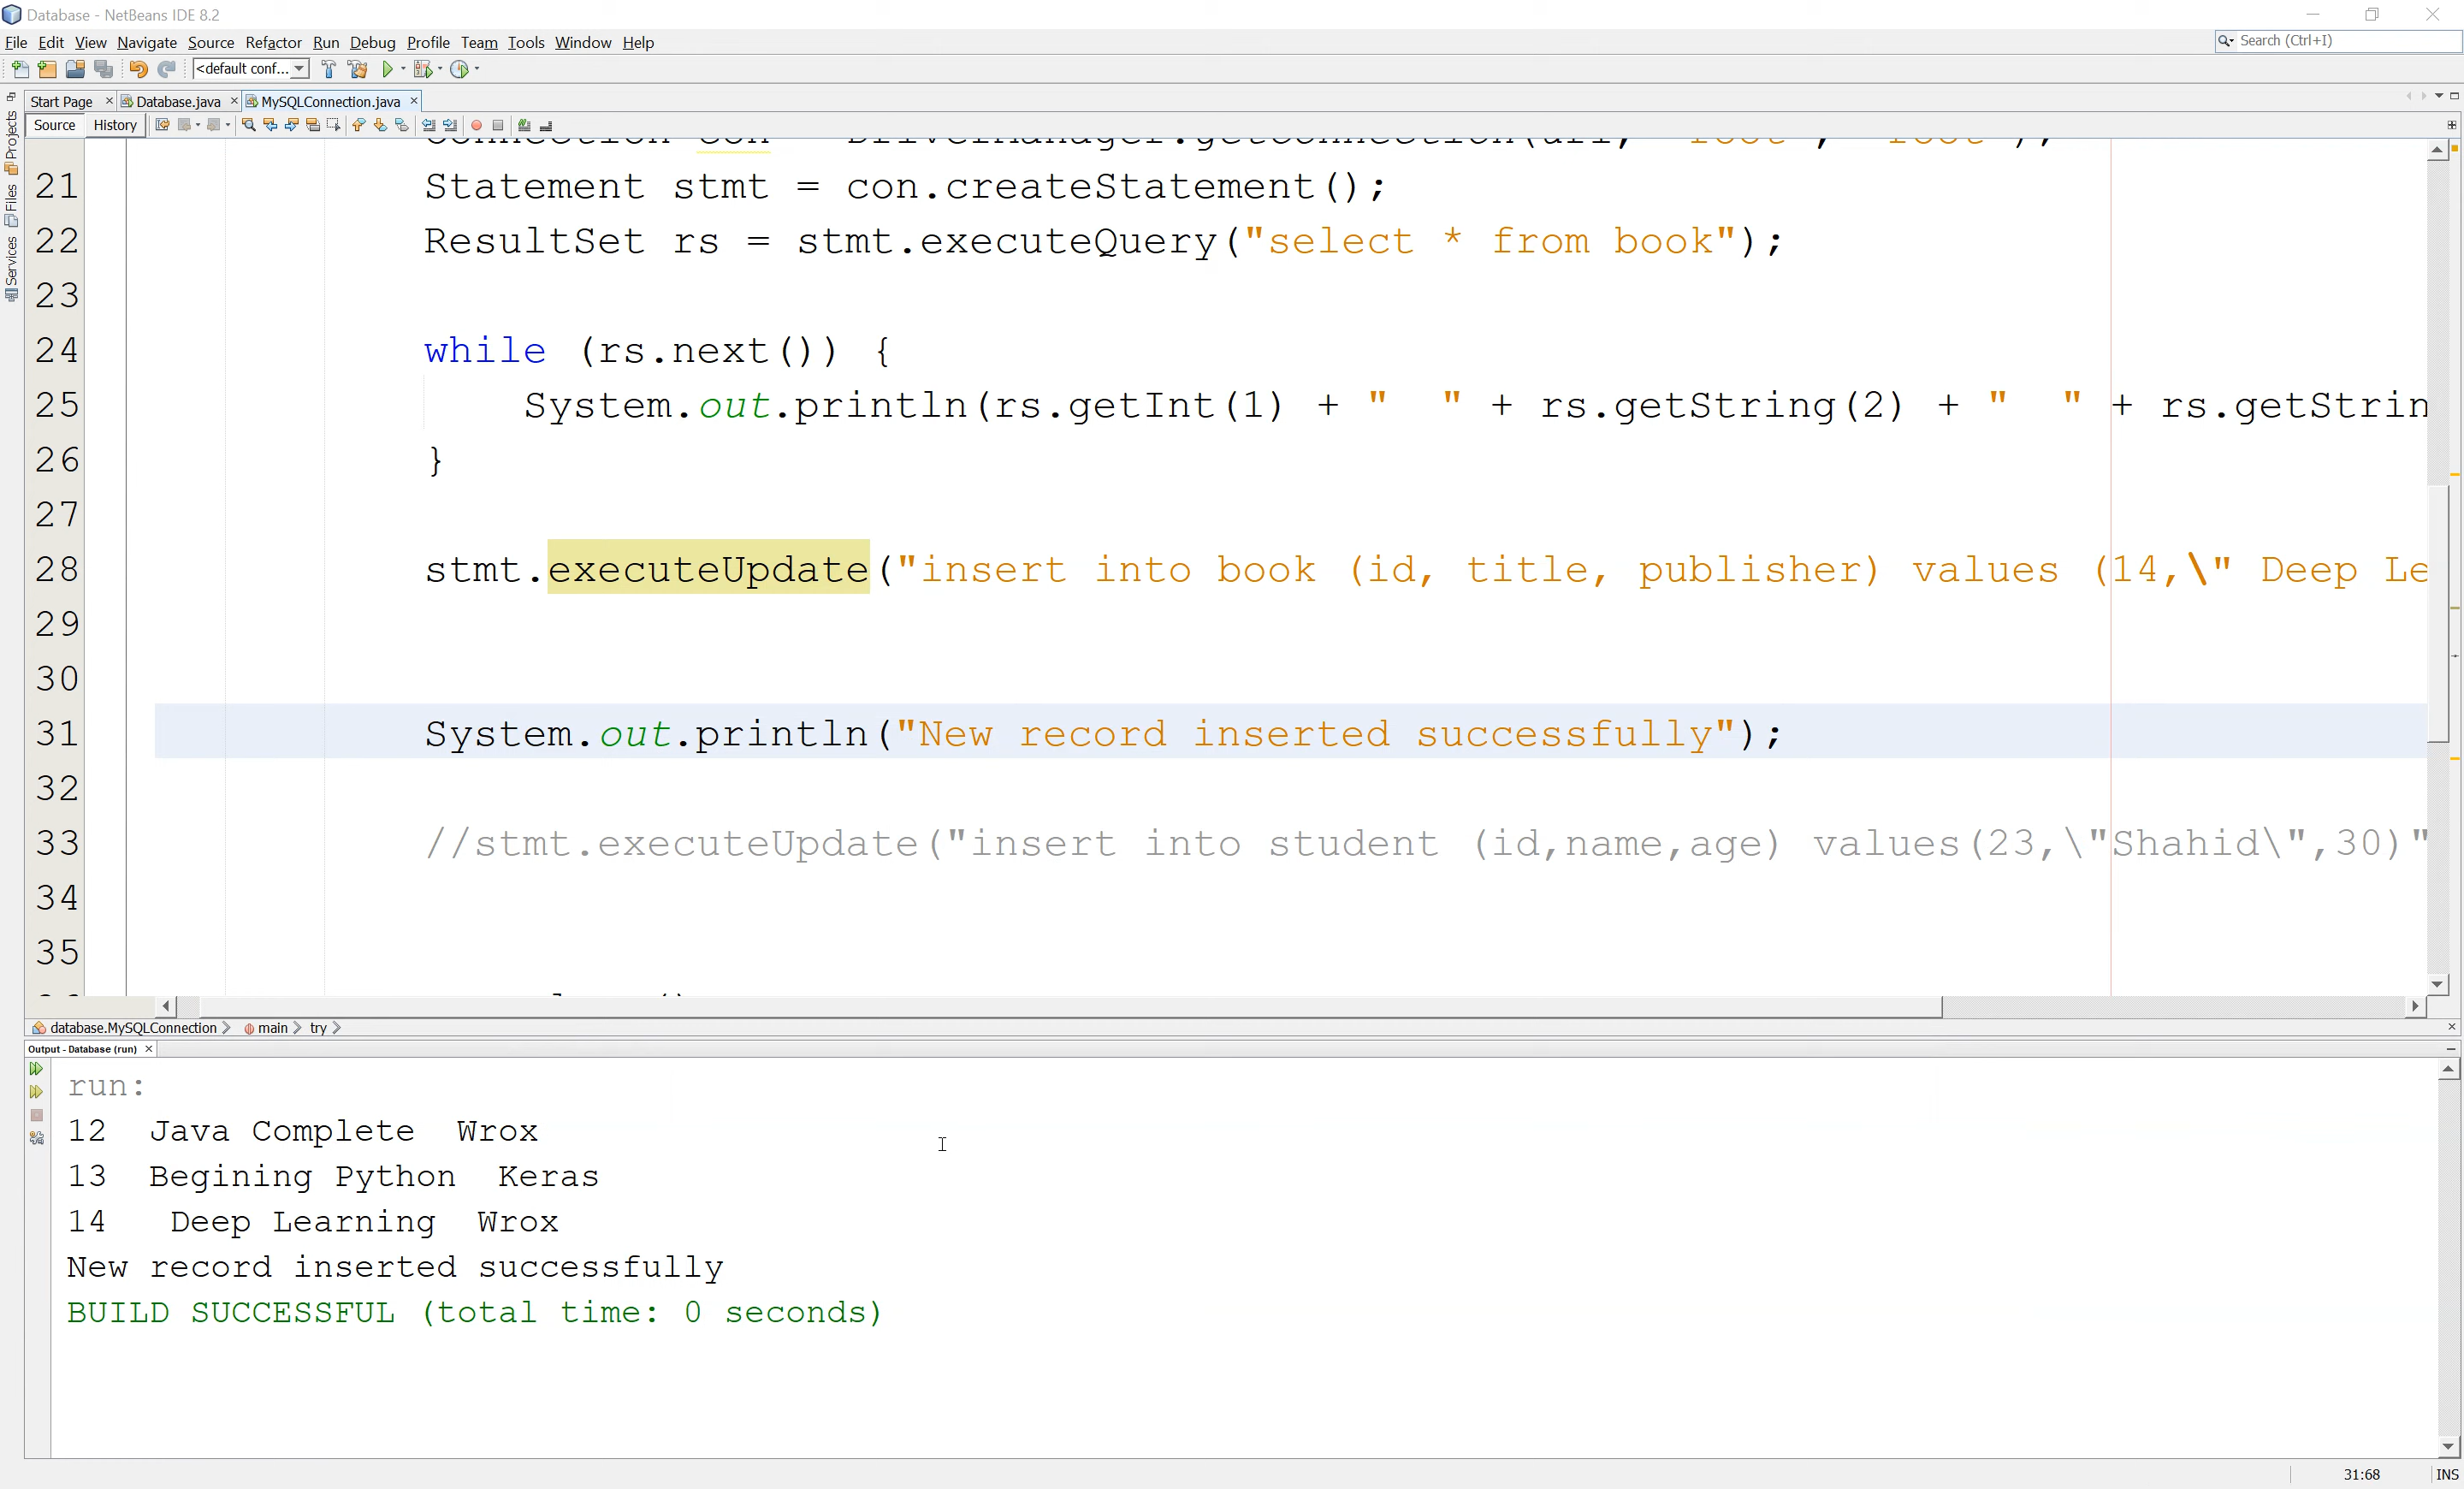 Database - NetBeans IDE 8.2
File Edit View Navigate Source Refactor Run Debug Profile Team Tools Window Help
Search (Ctrl+I)
<default conf...
Start Page Database.java MySQLConnection.java
Source History
Projects
Files
Services
21 Statement stmt = con.createStatement();
22 ResultSet rs = stmt.executeQuery("select * from book");
23
24 while (rs.next()) {
25 System.out.println(rs.getInt(1) + "  " + rs.getString(2) + "  " + rs.getStrin
26 }
27
28 stmt.executeUpdate("insert into book (id, title, publisher) values (14,\" Deep Le
29
30
31 System.out.println("New record inserted successfully");
32
33 //stmt.executeUpdate("insert into student (id,name,age) values(23,\"Shahid\",30)"
34
35
database.MySQLConnection main try
Output - Database (run)
run:
12  Java Complete  Wrox
13  Begining Python  Keras
14   Deep Learning  Wrox
New record inserted successfully
BUILD SUCCESSFUL (total time: 0 seconds)
31:68 INS